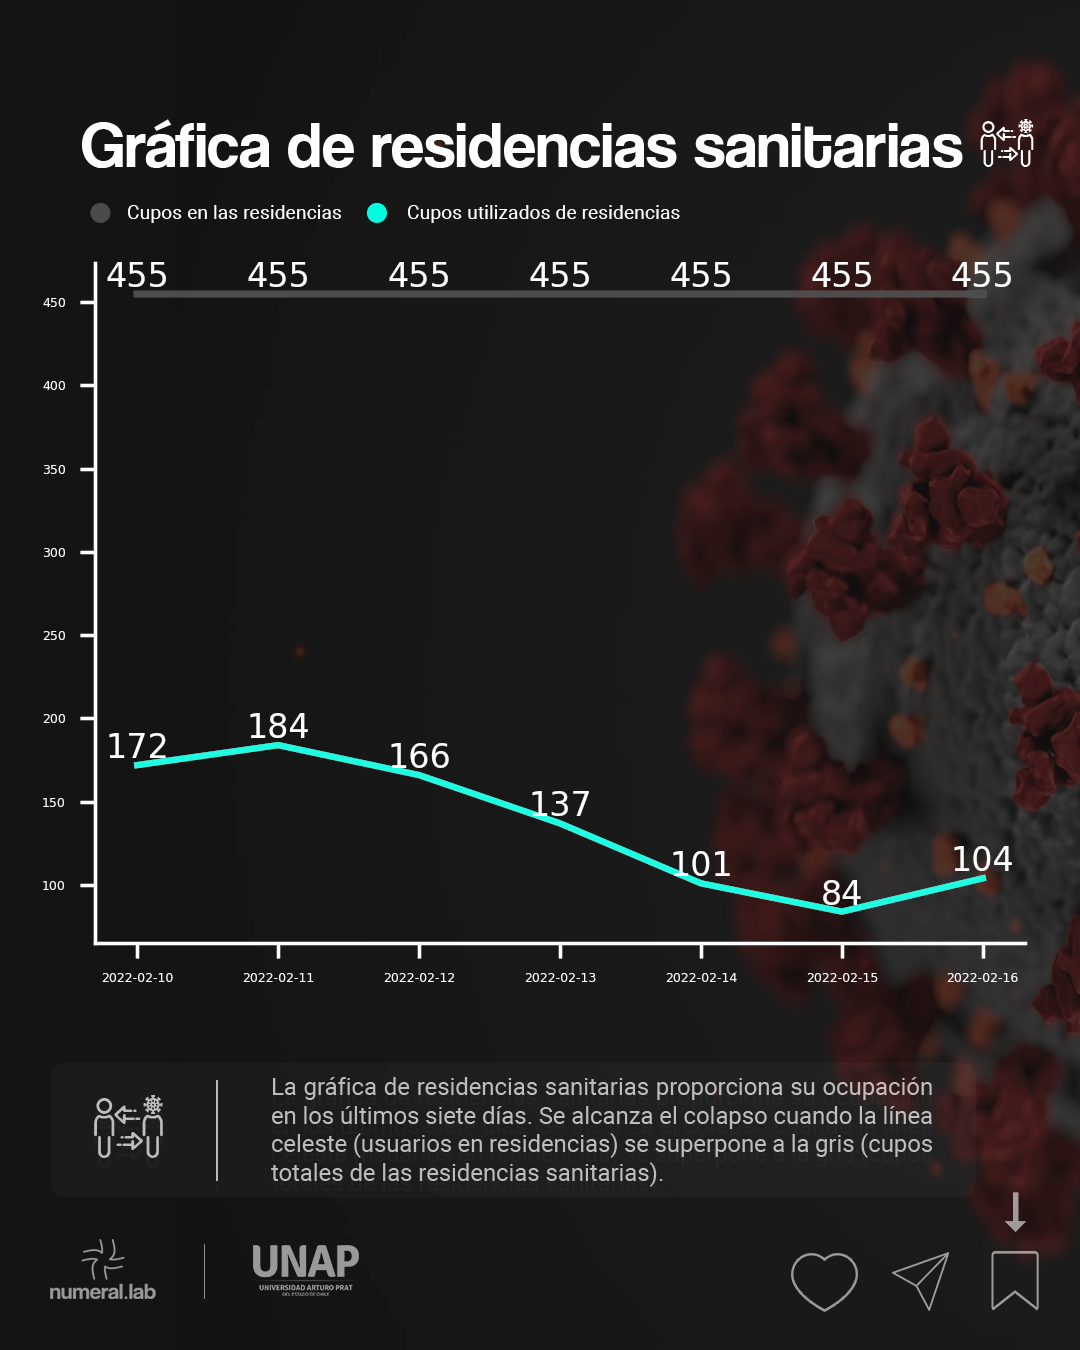 Gráfica de residencias sanitarias
Cupos en las residencias Cupos utilizados de residencias
455 455 455 455 455 455 455
450
400
350
300
250
200
150
100
172 184 166 137 101 84 104
2022-02-10 2022-02-11 2022-02-12 2022-02-13 2022-02-14 2022-02-15 2022-02-16
La gráfica de residencias sanitarias proporciona su ocupación
en los últimos siete días. Se alcanza el colapso cuando la línea
celeste (usuarios en residencias) se superpone a la gris (cupos
totales de las residencias sanitarias).
numeral.lab
UNAP
UNIVERSIDAD ARTURO PRAT
DEL ESTADO DE CHILE